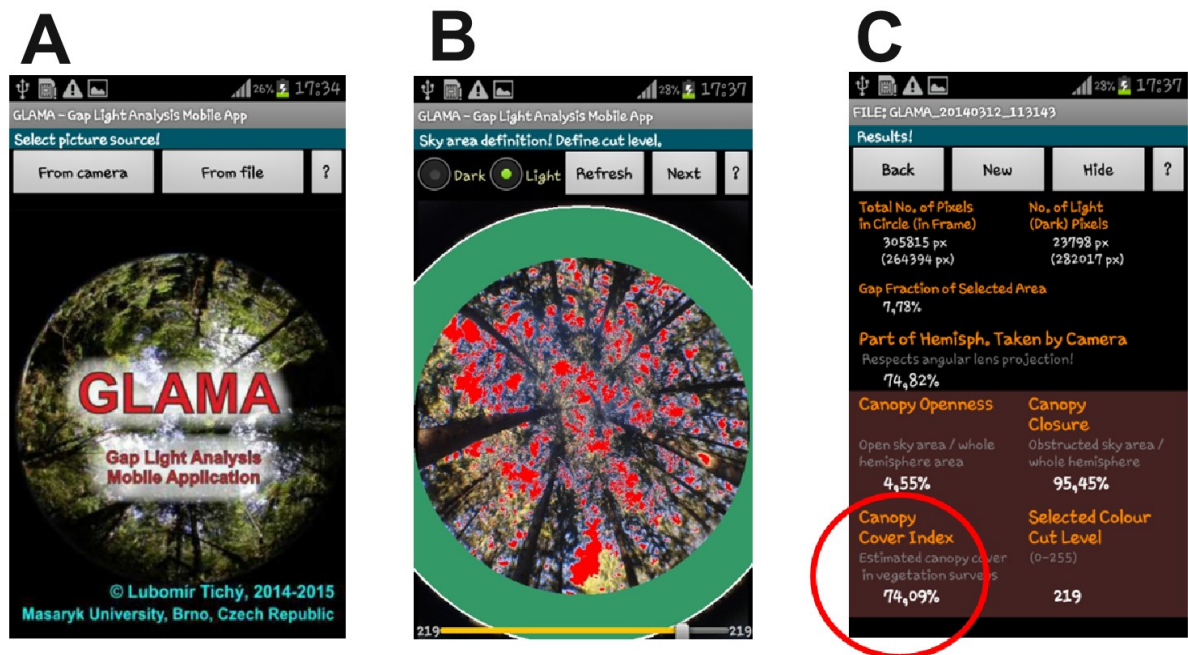 A
26% 17:34
GLAMA - Gap Light Analysis Mobile App
Select picture source!
From camera From file ?
GLAMA
Gap Light Analysis
Mobile Application
© Lubomír Tichý, 2014-2015
Masaryk University, Brno, Czech Republic
B
28% 17:37
GLAMA - Gap Light Analysis Mobile App
Sky area definition! Define cut level.
Dark Light Refresh Next ?
219 219
C
28% 17:37
FILE: GLAMA_20140312_113143
Results!
Back New Hide ?
Total No. of Pixels
in Circle (in Frame)
305815 px
(264394 px)
No. of Light
(Dark) Pixels
23798 px
(282017 px)
Gap Fraction of Selected Area
7,78%
Part of Hemisph. Taken by Camera
Respects angular lens projection!
74,82%
Canopy Openness
Open sky area / whole
hemisphere area
4,55%
Canopy
Closure
Obstructed sky area /
whole hemisphere
95,45%
Canopy
Cover Index
Estimated canopy cover
in vegetation surveys
74,09%
Selected Colour
Cut Level
(0-255)
219